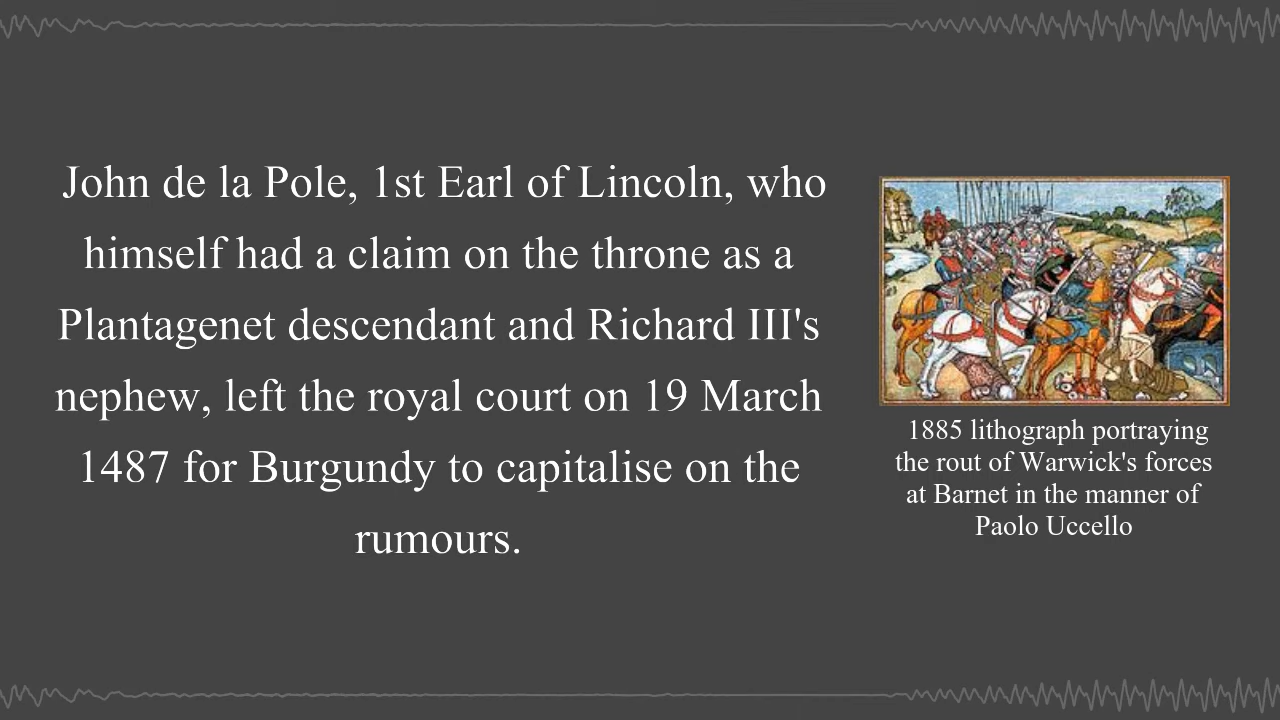 John de la Pole, 1st Earl of Lincoln, who
himself had a claim on the throne as a
Plantagenet descendant and Richard III's
nephew, left the royal court on 19 March
1487 for Burgundy to capitalise on the
rumours.
1885 lithograph portraying
the rout of Warwick's forces
at Barnet in the manner of
Paolo Uccello